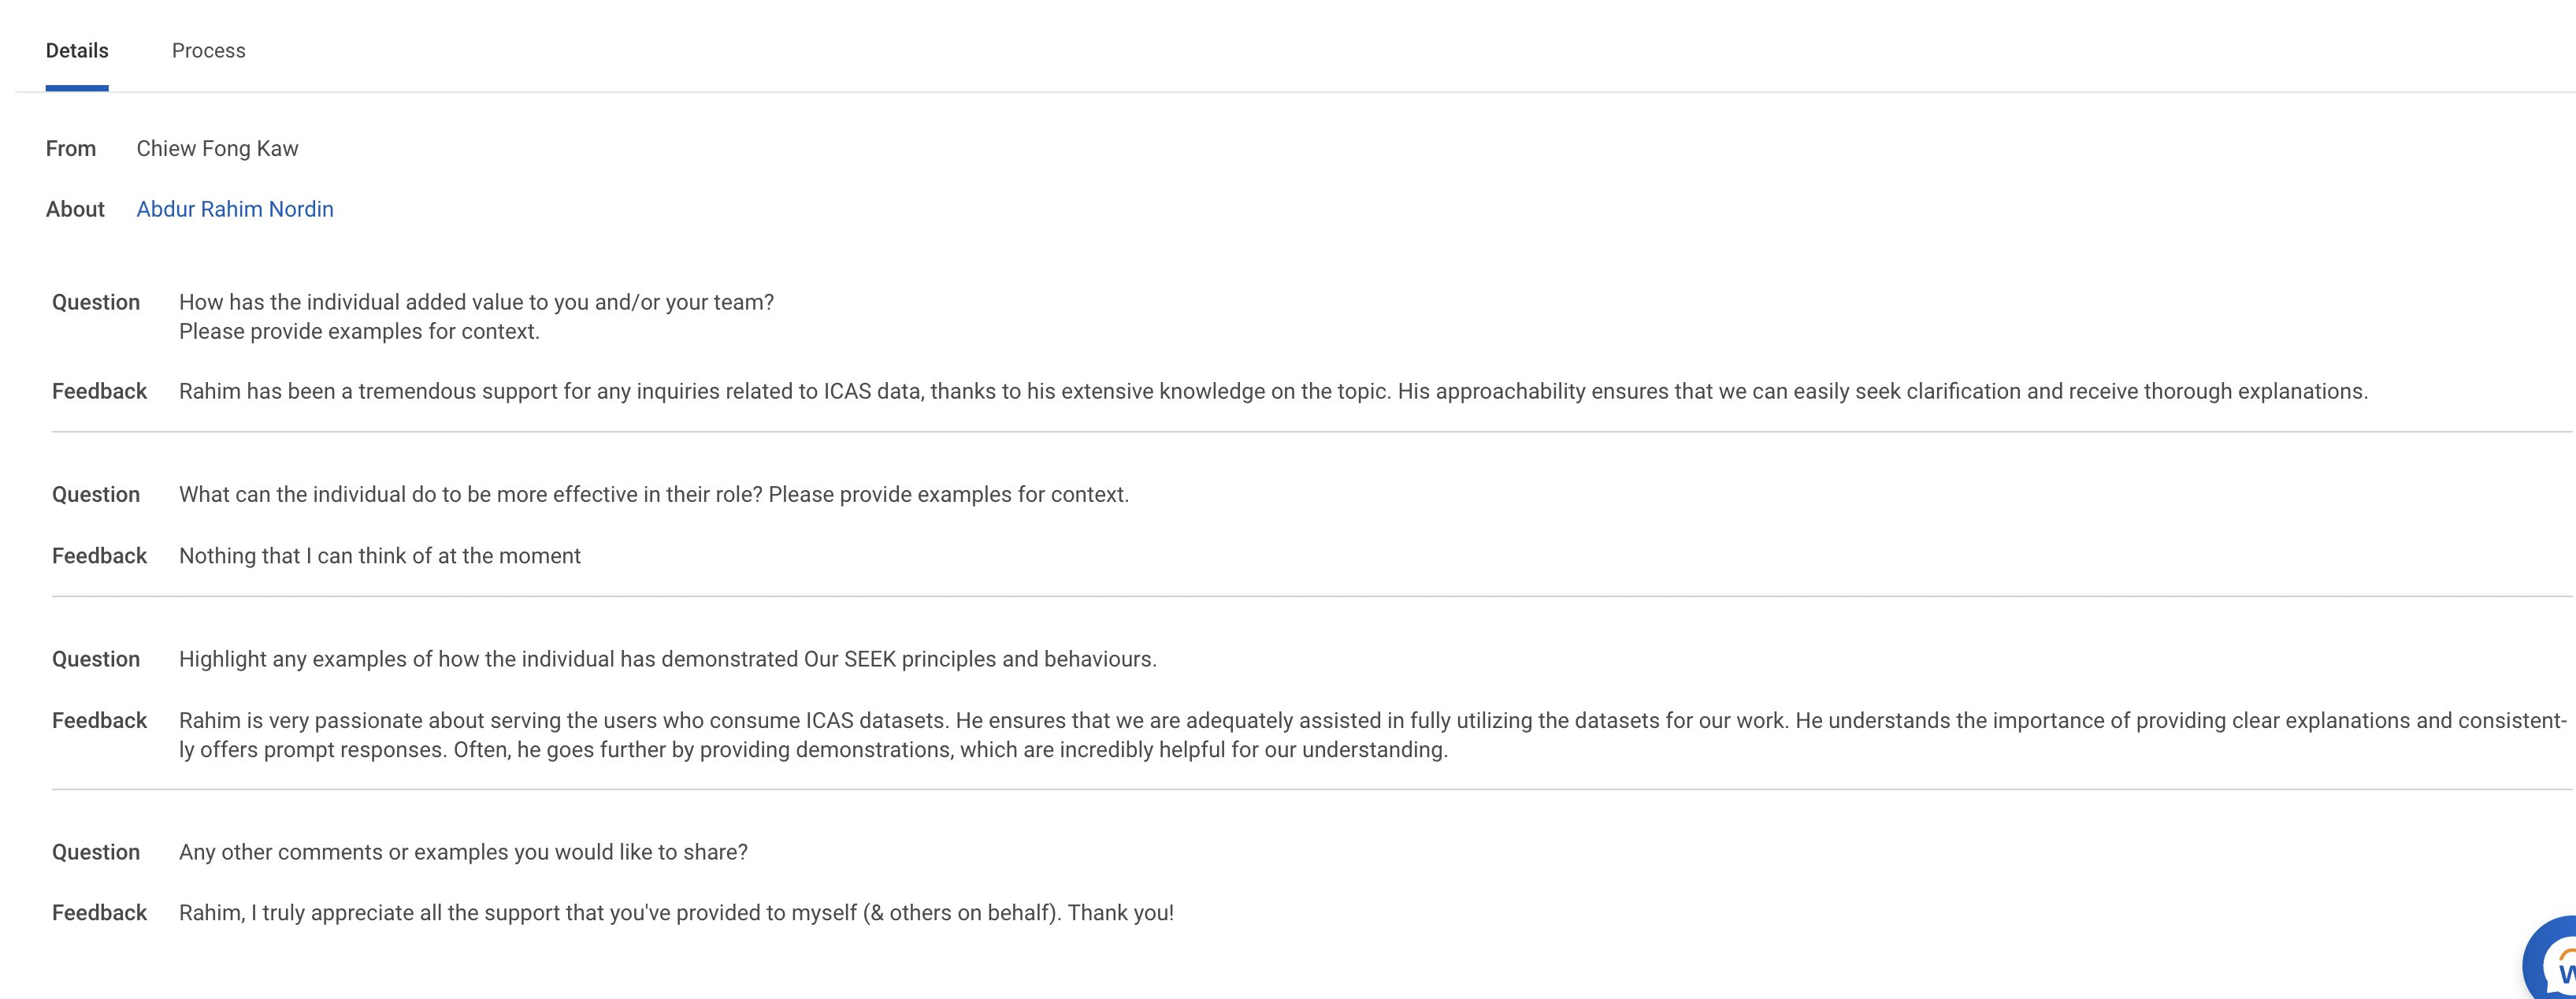 Details Process
From Chiew Fong Kaw
About Abdur Rahim Nordin
Question How has the individual added value to you and/or your team?
Please provide examples for context.
Feedback Rahim has been a tremendous support for any inquiries related to ICAS data, thanks to his extensive knowledge on the topic. His approachability ensures that we can easily seek clarification and receive thorough explanations.
Question What can the individual do to be more effective in their role? Please provide examples for context.
Feedback Nothing that I can think of at the moment
Question Highlight any examples of how the individual has demonstrated Our SEEK principles and behaviours.
Feedback Rahim is very passionate about serving the users who consume ICAS datasets. He ensures that we are adequately assisted in fully utilizing the datasets for our work. He understands the importance of providing clear explanations and consistent-
ly offers prompt responses. Often, he goes further by providing demonstrations, which are incredibly helpful for our understanding.
Question Any other comments or examples you would like to share?
Feedback Rahim, I truly appreciate all the support that you've provided to myself (& others on behalf). Thank you!